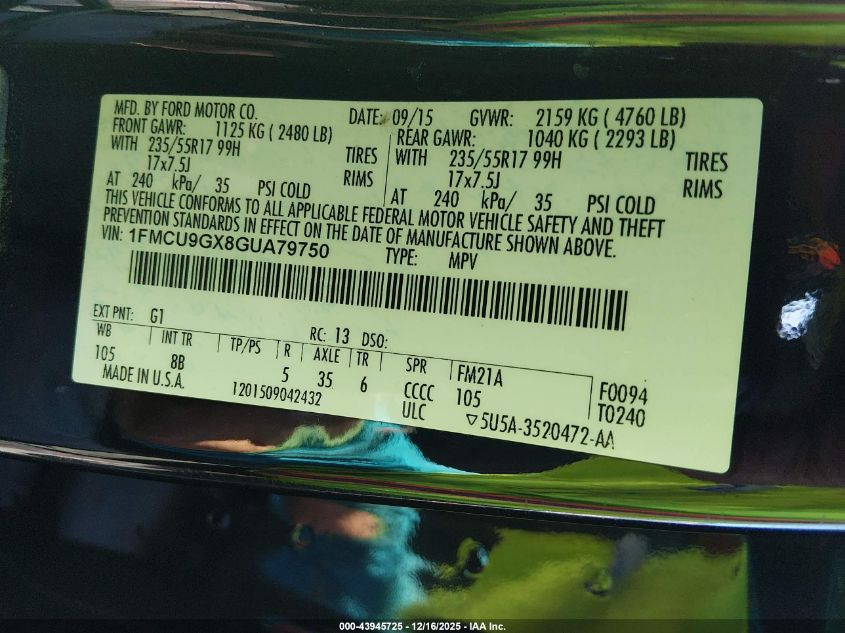 MFD. BY FORD MOTOR CO. DATE: 09/15 GVWR: 2159 KG ( 4760 LB)
FRONT GAWR: 1125 KG ( 2480 LB) REAR GAWR: 1040 KG ( 2293 LB)
WITH 235/55R17 99H TIRES WITH 235/55R17 99H TIRES
17x7.5J RIMS 17x7.5J RIMS
AT 240 kPa/ 35 PSI COLD AT 240 kPa/ 35 PSI COLD
THIS VEHICLE CONFORMS TO ALL APPLICABLE FEDERAL MOTOR VEHICLE SAFETY AND THEFT
PREVENTION STANDARDS IN EFFECT ON THE DATE OF MANUFACTURE SHOWN ABOVE.
VIN: 1FMCU9GX8GUA79750 TYPE: MPV
EXT PNT: G1 RC: 13 DSO:
WB INT TR TP/PS R AXLE TR SPR FM21A F0094
105 8B 5 35 6 CCCC 105 T0240
MADE IN U.S.A. 1201509042432 ULC ▽5U5A-3520472-AA
000-43945725 - 12/16/2025 - IAA Inc.